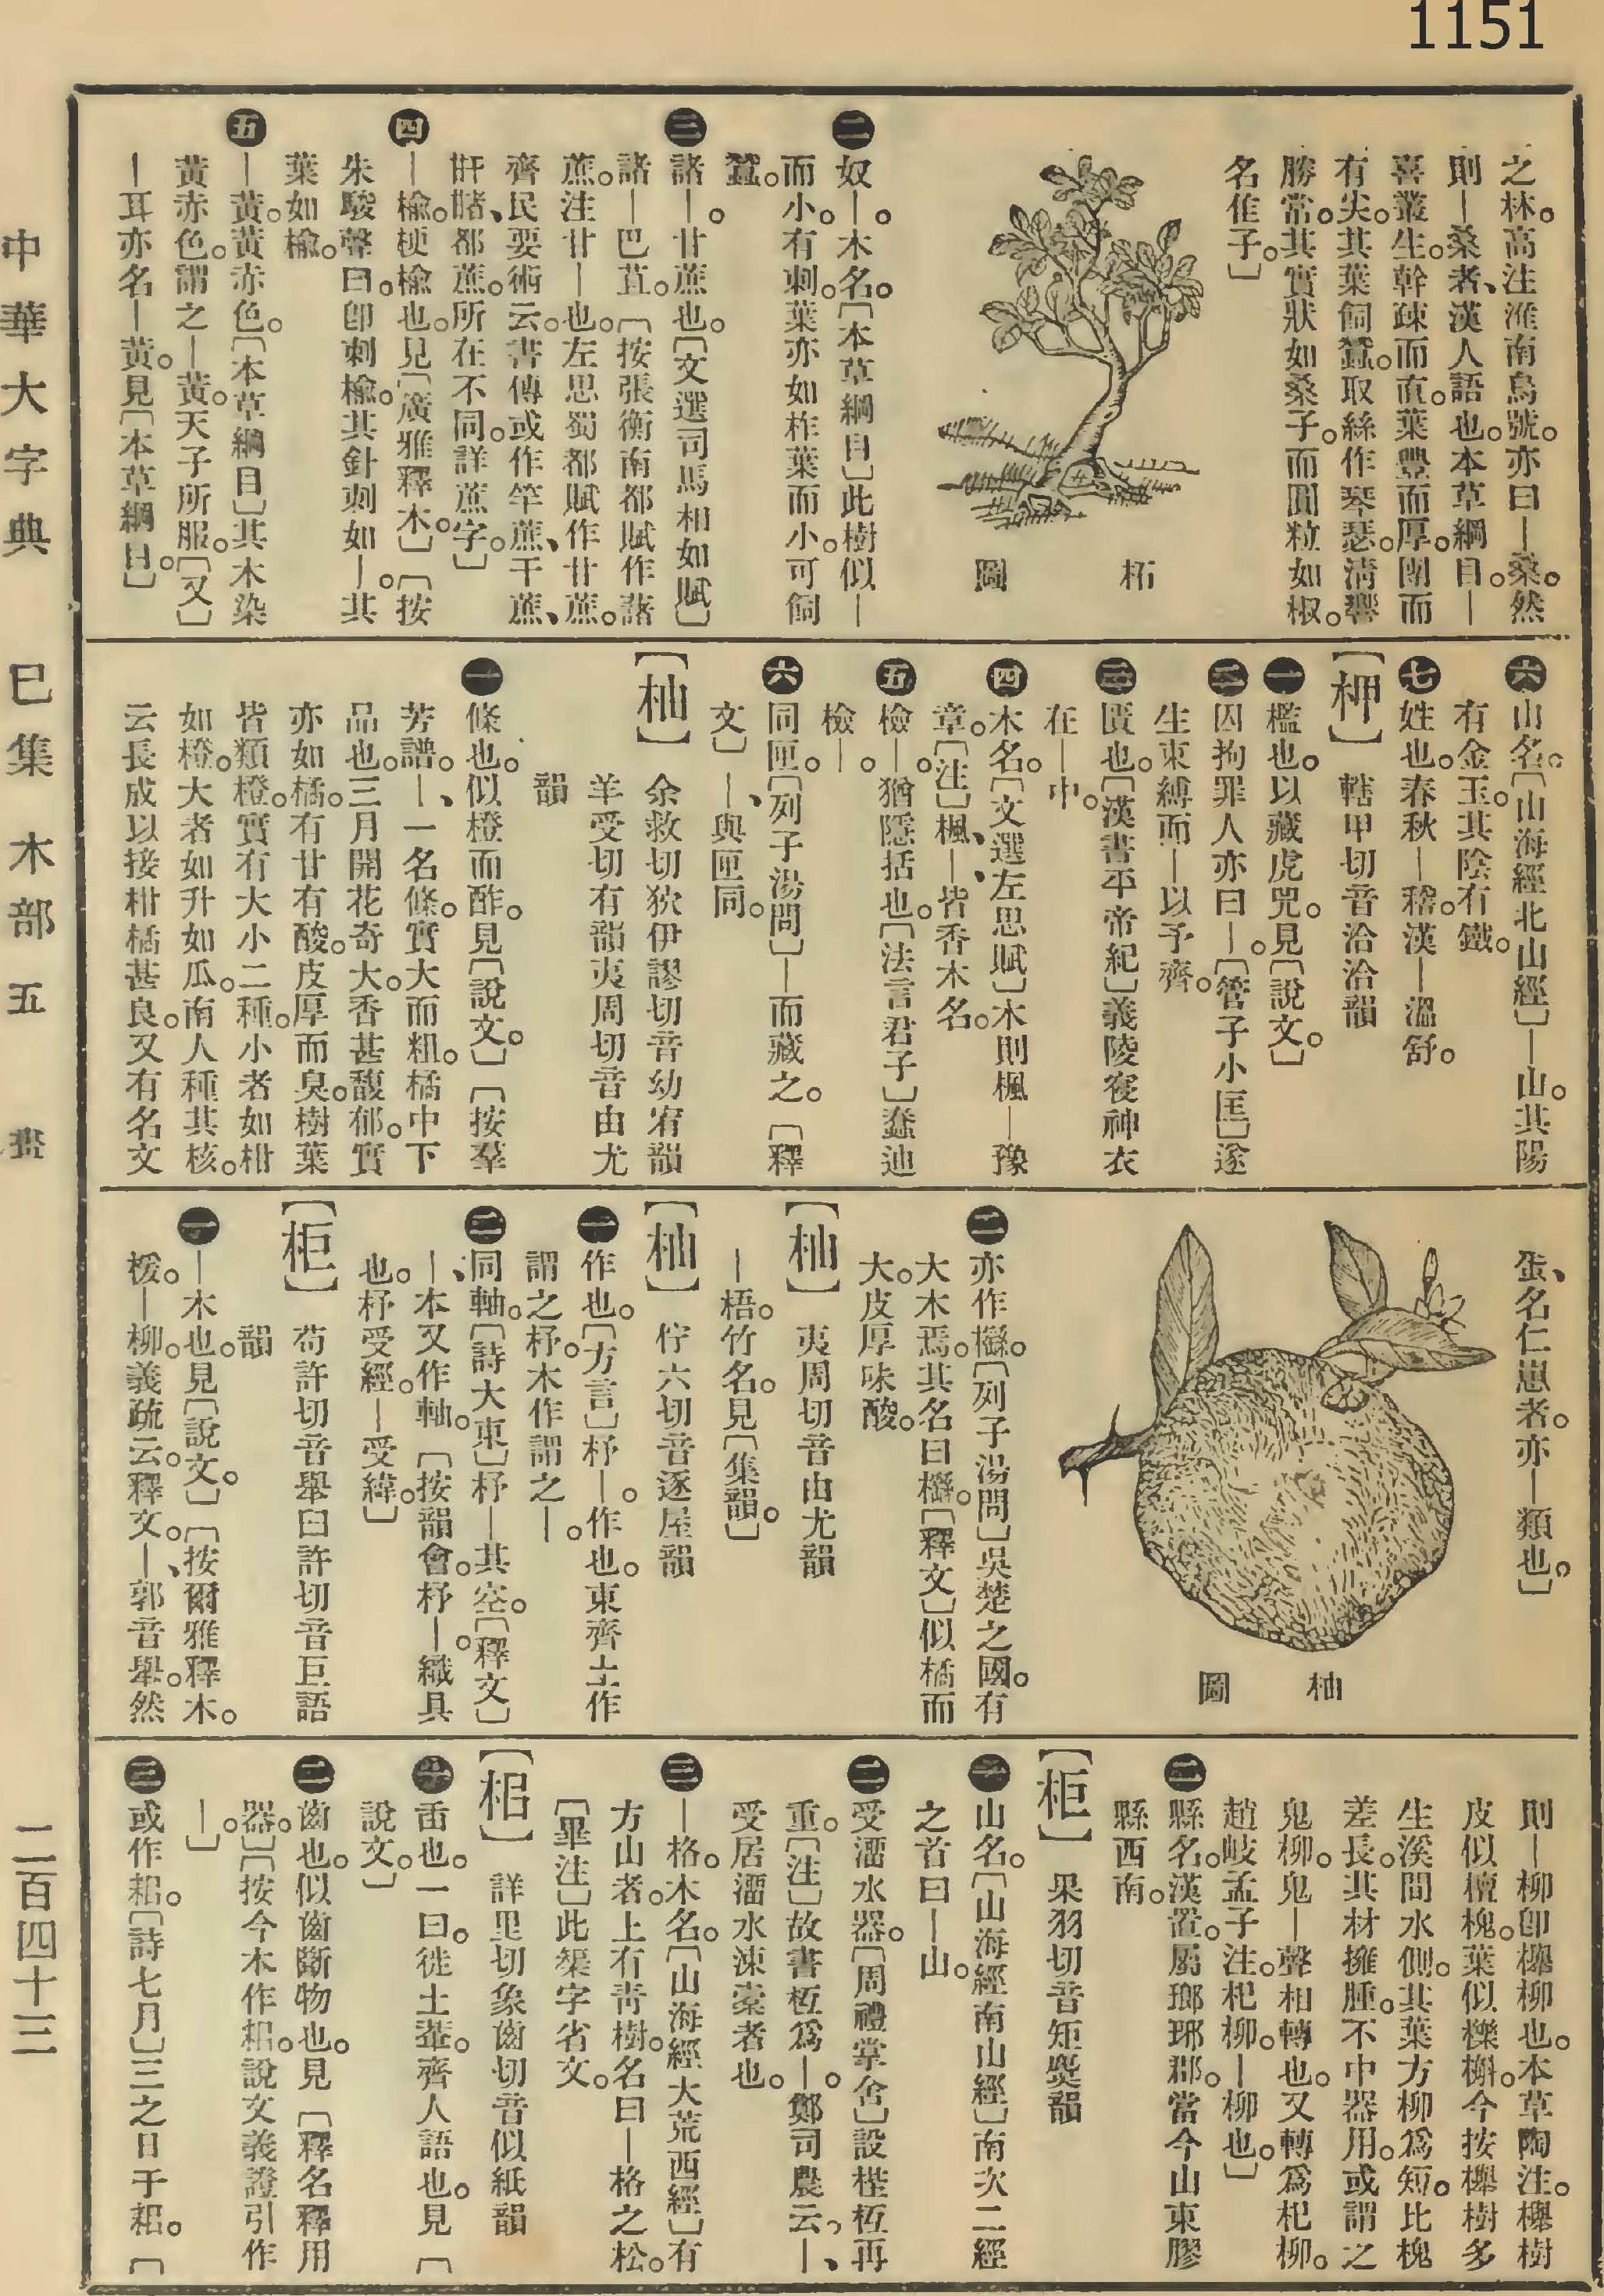 1151
之林。高注淮南烏號。亦曰｜桑。然
則｜桑者、漢人語也。本草綱目。｜
喜叢生。幹疎而直。葉豐而厚。團而
有尖。其葉飼蠶。取絲作琴瑟。淸響
勝常。其實狀如桑子。而圓粒如椒。
名隹子。〕
柘
圖
㊁奴｜。木名。〔本草綱目〕此樹似｜
而小。有刺。葉亦如柞葉而小。可飼
蠶。
㊂諸｜。甘蔗也。〔文選司馬相如賦〕
諸｜巴苴。〔按張衡南都賦作藷
蔗。注甘｜也。左思蜀都賦作甘蔗。
齊民要術云。書傳或作竿蔗、干蔗、
邯䐗、都蔗。所在不同。詳蔗字。〕
㊃｜楡。梗楡也。見〔廣雅釋木。〕〔按
朱駿聲曰。卽刺楡。其針刺如｜。其
葉如楡。
㊄｜黃。黃赤色。〔本草綱目〕其木染
黃赤色。謂之｜黃。天子所服。〔又〕
｜耳亦名｜黃。見〔本草綱目。〕
㊅山名。〔山海經北山經〕｜山。其陽
有金玉。其陰有鐵。
㊆姓也。春秋｜稽。漢｜溫舒。
〔柙〕轄甲切音洽洽韻
㊀檻也。以藏虎兕。見〔說文。〕
㊁囚拘罪人亦曰｜。〔管子小匡〕遂
生束縛而｜以予齊。
㊂匱也。〔漢書平帝紀〕義陵寑神衣
在｜中。
㊃木名。〔文選左思賦〕木則楓｜豫
章。〔注〕楓、｜、皆香木名。
㊄檢｜。猶隱括也。〔法言君子〕蠢迪
檢｜。
㊅同匣。〔列子湯問〕｜而藏之。〔釋
文〕｜、與匣同。
〔柚〕余救切狖伊謬切音幼宥韻
羊受切有韻夷周切音由尤
韻
㊀條也。似橙而酢。見〔說文。〕〔按羣
芳譜。｜、一名條。實大而粗。橘中下
品也。三月開花奇大。香甚馥郁。實
亦如橘。有甘有酸。皮厚而臭。樹葉
皆類橙。實有大小二種。小者如柑
如橙。大者如升如瓜。南人種其核。
云長成以接柑橘甚良。又有名文
蛋、名仁崽者。亦｜類也。〕
柚
圖
㊁亦作櫾。〔列子湯問〕吳楚之國。有
大木焉。其名曰櫾。〔釋文〕似橘而
大。皮厚味酸。
〔柚〕夷周切音由尤韻
｜梧。竹名。見〔集韻。〕
〔柚〕佇六切音逐屋韻
㊀作也。〔方言〕杼｜。作也。東齊土作
謂之杼。木作謂之｜。
㊁同軸。〔詩大東〕杼｜其空。〔釋文〕
｜、本又作軸。〔按韻會。杼｜。織具
也。杼受經。｜受緯。〕
〔柜〕苟許切音舉臼許切音巨語
韻
㊀｜木也。見〔說文。〕〔按爾雅釋木。
楥。｜柳。義疏云。釋文。｜、郭音舉。然
則｜柳卽櫸柳也。本草陶注。櫸樹
皮似檀槐。葉似櫟槲。今按櫸樹多
生溪間水側。其葉方柳爲短。比槐
差長。其材擁腫。不中器用。或謂之
鬼柳。鬼｜聲相轉也。又轉爲杞柳。
趙岐孟子注。杞柳。｜柳也。〕
㊁縣名。漢置。屬瑯琊郡。當今山東膠
縣西南。
〔柜〕果羽切音矩麌韻
㊀山名。〔山海經南山經〕南次二經
之首曰｜山。
㊁受溜水器。〔周禮掌舍〕設梐枑再
重。〔注〕故書枑爲｜。鄭司農云。｜、
受居溜水涑橐者也。
㊂｜格。木名。〔山海經大荒西經〕有
方山者。上有靑樹。名曰｜格之松。
〔畢注〕此榘字省文。
〔梠〕詳里切象齒切音似紙韻
㊀臿也。一曰。徙土輂。齊人語也。見〔
說文。〕
㊁齒也。似齒斷物也。見〔釋名釋用
器。〕〔按今木作耜。說文義證引作
｜。〕
㊂或作耜。〔詩七月〕三之日于耜。〔
中華大字典
巳集
木部
五
畫
二百四十三